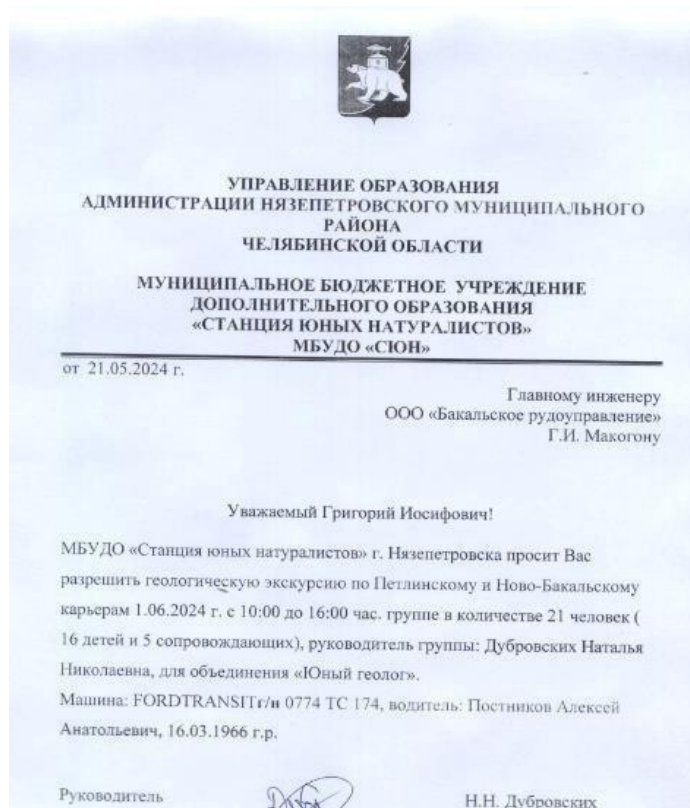 УПРАВЛЕНИЕ ОБРАЗОВАНИЯ
АДМИНИСТРАЦИИ НЯЗЕПЕТРОВСКОГО МУНИЦИПАЛЬНОГО
РАЙОНА
ЧЕЛЯБИНСКОЙ ОБЛАСТИ
МУНИЦИПАЛЬНОЕ БЮДЖЕТНОЕ УЧРЕЖДЕНИЕ
ДОПОЛНИТЕЛЬНОГО ОБРАЗОВАНИЯ
«СТАНЦИЯ ЮНЫХ НАТУРАЛИСТОВ»
МБУДО «СЮН»
от 21.05.2024 г.
Главному инженеру
ООО «Бакальское рудоуправление»
Г.И. Макогону
Уважаемый Григорий Иосифович!
МБУДО «Станция юных натуралистов» г. Нязепетровска просит Вас
разрешить геологическую экскурсию по Петлинскому и Ново-Бакальскому
карьерам 1.06.2024 г. с 10:00 до 16:00 час. группе в количестве 21 человек (
16 детей и 5 сопровождающих), руководитель группы: Дубровских Наталья
Николаевна, для объединения «Юный геолог».
Машина: FORDTRANSITг/н 0774 ТС 174, водитель: Постников Алексей
Анатольевич, 16.03.1966 г.р.
Руководитель
Н.Н. Дубровских